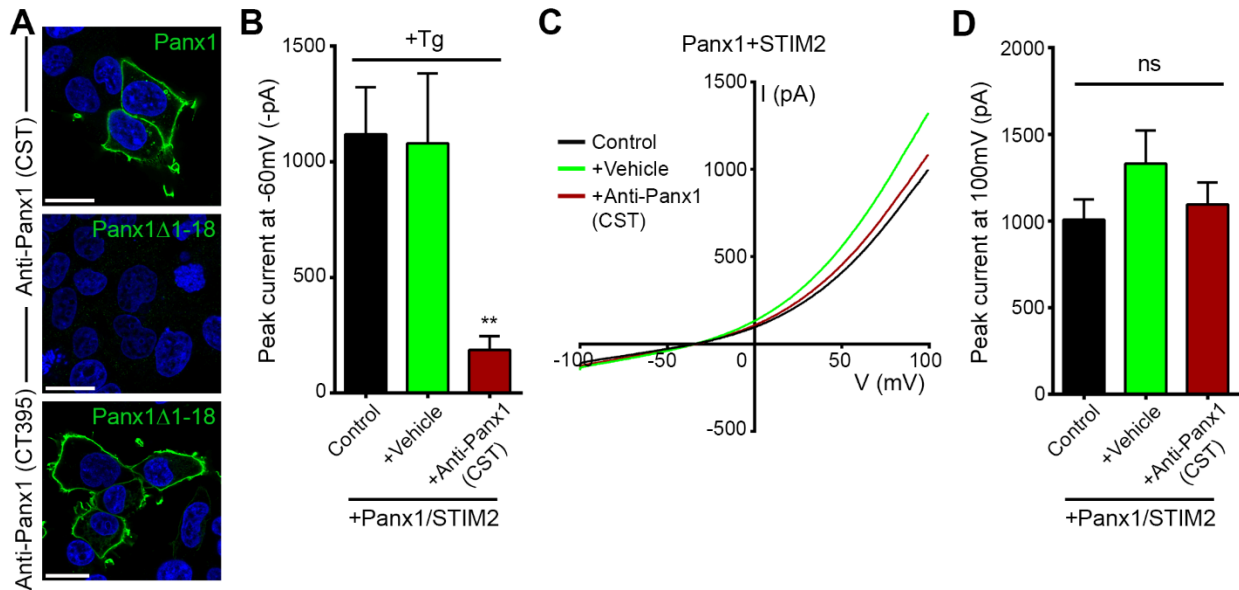 A
Anti-Panx1 (CST)
Anti-Panx1 (CT395)
Panx1
Panx1Δ1-18
Panx1Δ1-18
B
+Tg
Peak current at -60mV (-pA)
1500
1000
500
0
**
Control
+Vehicle
+Anti-Panx1
(CST)
+Panx1/STIM2
C
Panx1+STIM2
Control
+Vehicle
+Anti-Panx1
(CST)
I (pA)
1500
1000
500
-500
-100
-50
0
50
100
V (mV)
D
ns
Peak current at 100mV (pA)
2000
1500
1000
500
0
Control
+Vehicle
+Anti-Panx1
(CST)
+Panx1/STIM2